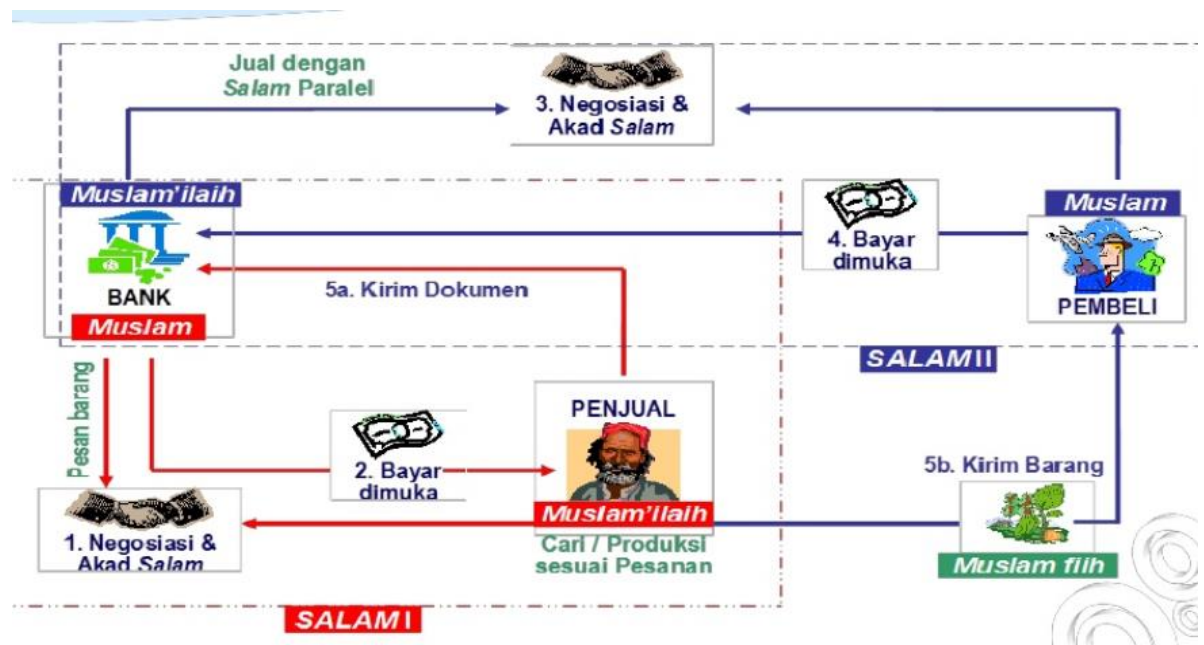 Jual dengan
Salam Paralel
3. Negosiasi &
Akad Salam
Muslam'ilaih
BANK
Muslam
4. Bayar
dimuka
Muslam
PEMBELI
5a. Kirim Dokumen
SALAM II
Pesan barang
2. Bayar
dimuka
PENJUAL
Muslam'ilaih
Cari / Produksi
sesuai Pesanan
5b. Kirim Barang
Muslam fiih
1. Negosiasi &
Akad Salam
SALAM I